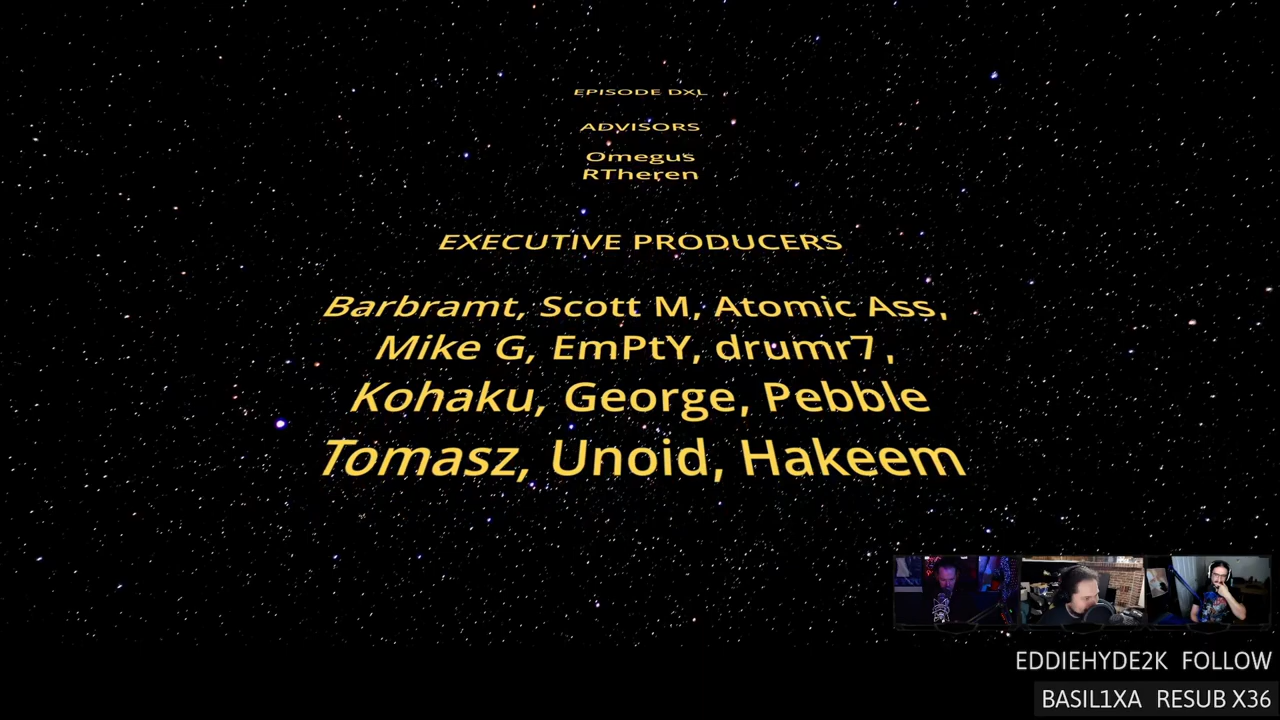 EPISODE DXL
ADVISORS
Omegus
RTheren
EXECUTIVE PRODUCERS
Barbramt, Scott M, Atomic Ass,
Mike G, EmPtY, drumr7,
Kohaku, George, Pebble
Tomasz, Unoid, Hakeem
EDDIEHYDE2K FOLLOW
BASIL1XA RESUB X36